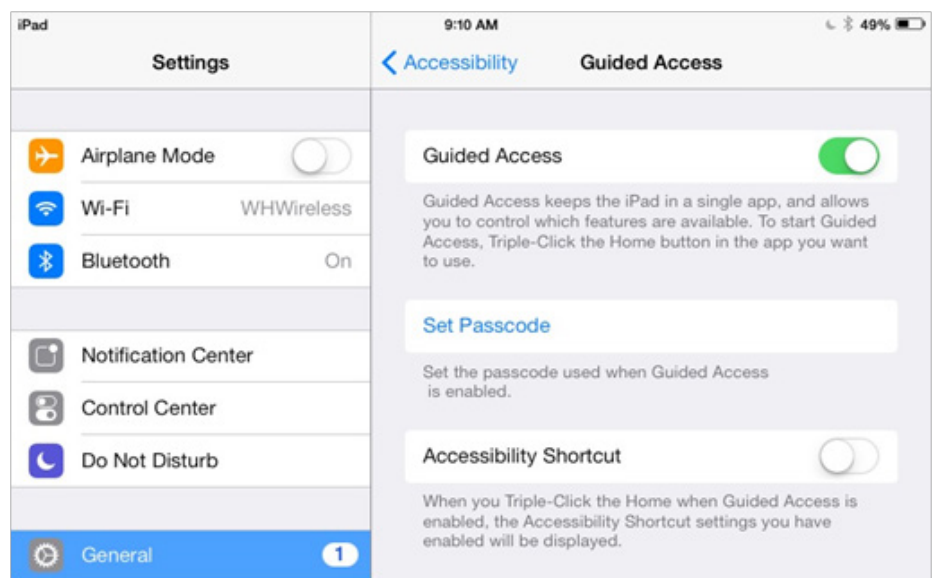 iPad 9:10 AM 49%
Settings
Accessibility Guided Access
Airplane Mode
Wi-Fi WHWireless
Bluetooth On
Notification Center
Control Center
Do Not Disturb
General 1
Guided Access
Guided Access keeps the iPad in a single app, and allows
you to control which features are available. To start Guided
Access, Triple-Click the Home button in the app you want
to use.
Set Passcode
Set the passcode used when Guided Access
is enabled.
Accessibility Shortcut
When you Triple-Click the Home when Guided Access is
enabled, the Accessibility Shortcut settings you have
enabled will be displayed.